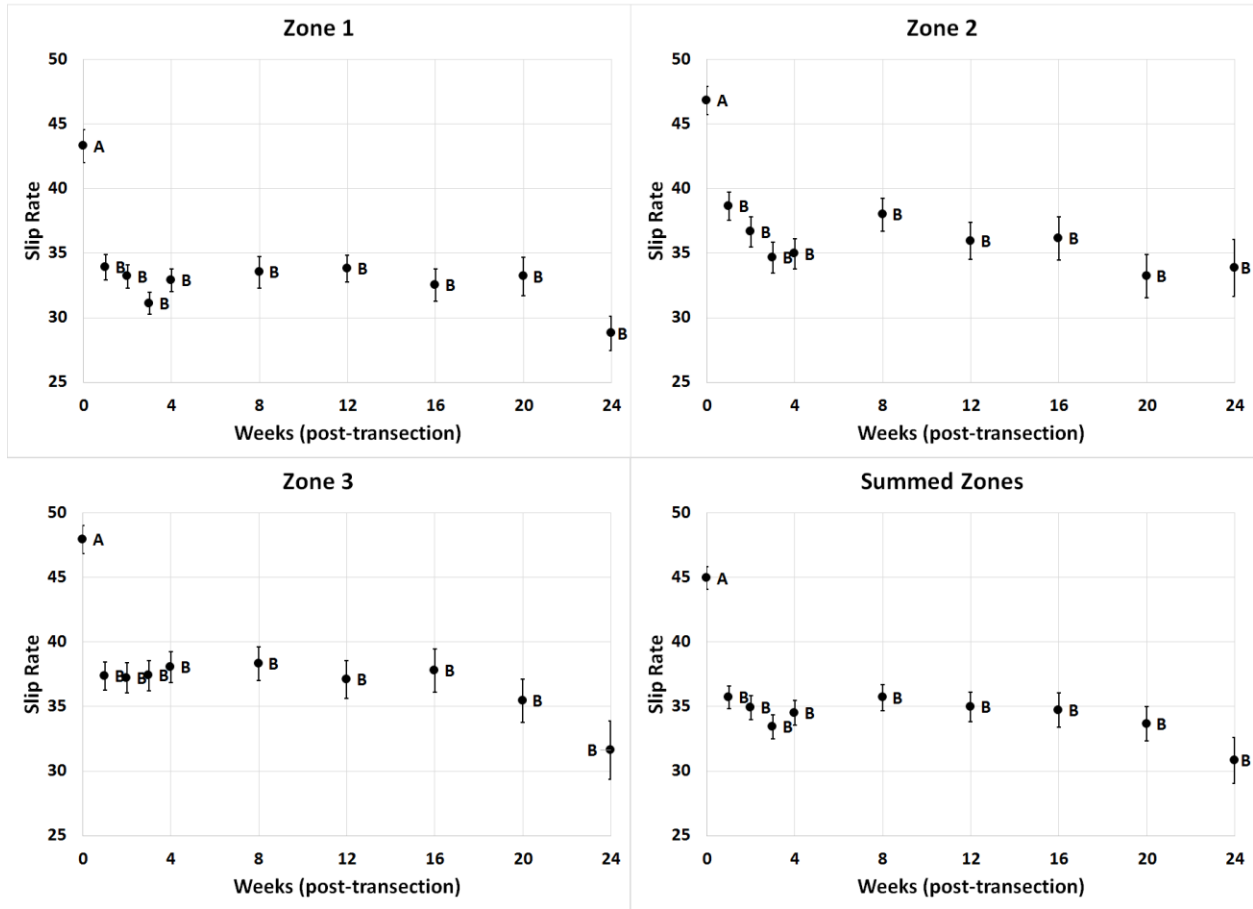 Zone 1
50
45
40
35
30
25
Slip Rate
A
B
B
B
B
B
B
B
B
B
0 4 8 12 16 20 24
Weeks (post-transection)
Zone 2
50
45
40
35
30
25
Slip Rate
A
B
B
B
B
B
B
B
B
B
0 4 8 12 16 20 24
Weeks (post-transection)
Zone 3
50
45
40
35
30
25
Slip Rate
A
B
B
B
B
B
B
B
B
B
0 4 8 12 16 20 24
Weeks (post-transection)
Summed Zones
50
45
40
35
30
25
Slip Rate
A
B
B
B
B
B
B
B
B
B
0 4 8 12 16 20 24
Weeks (post-transection)